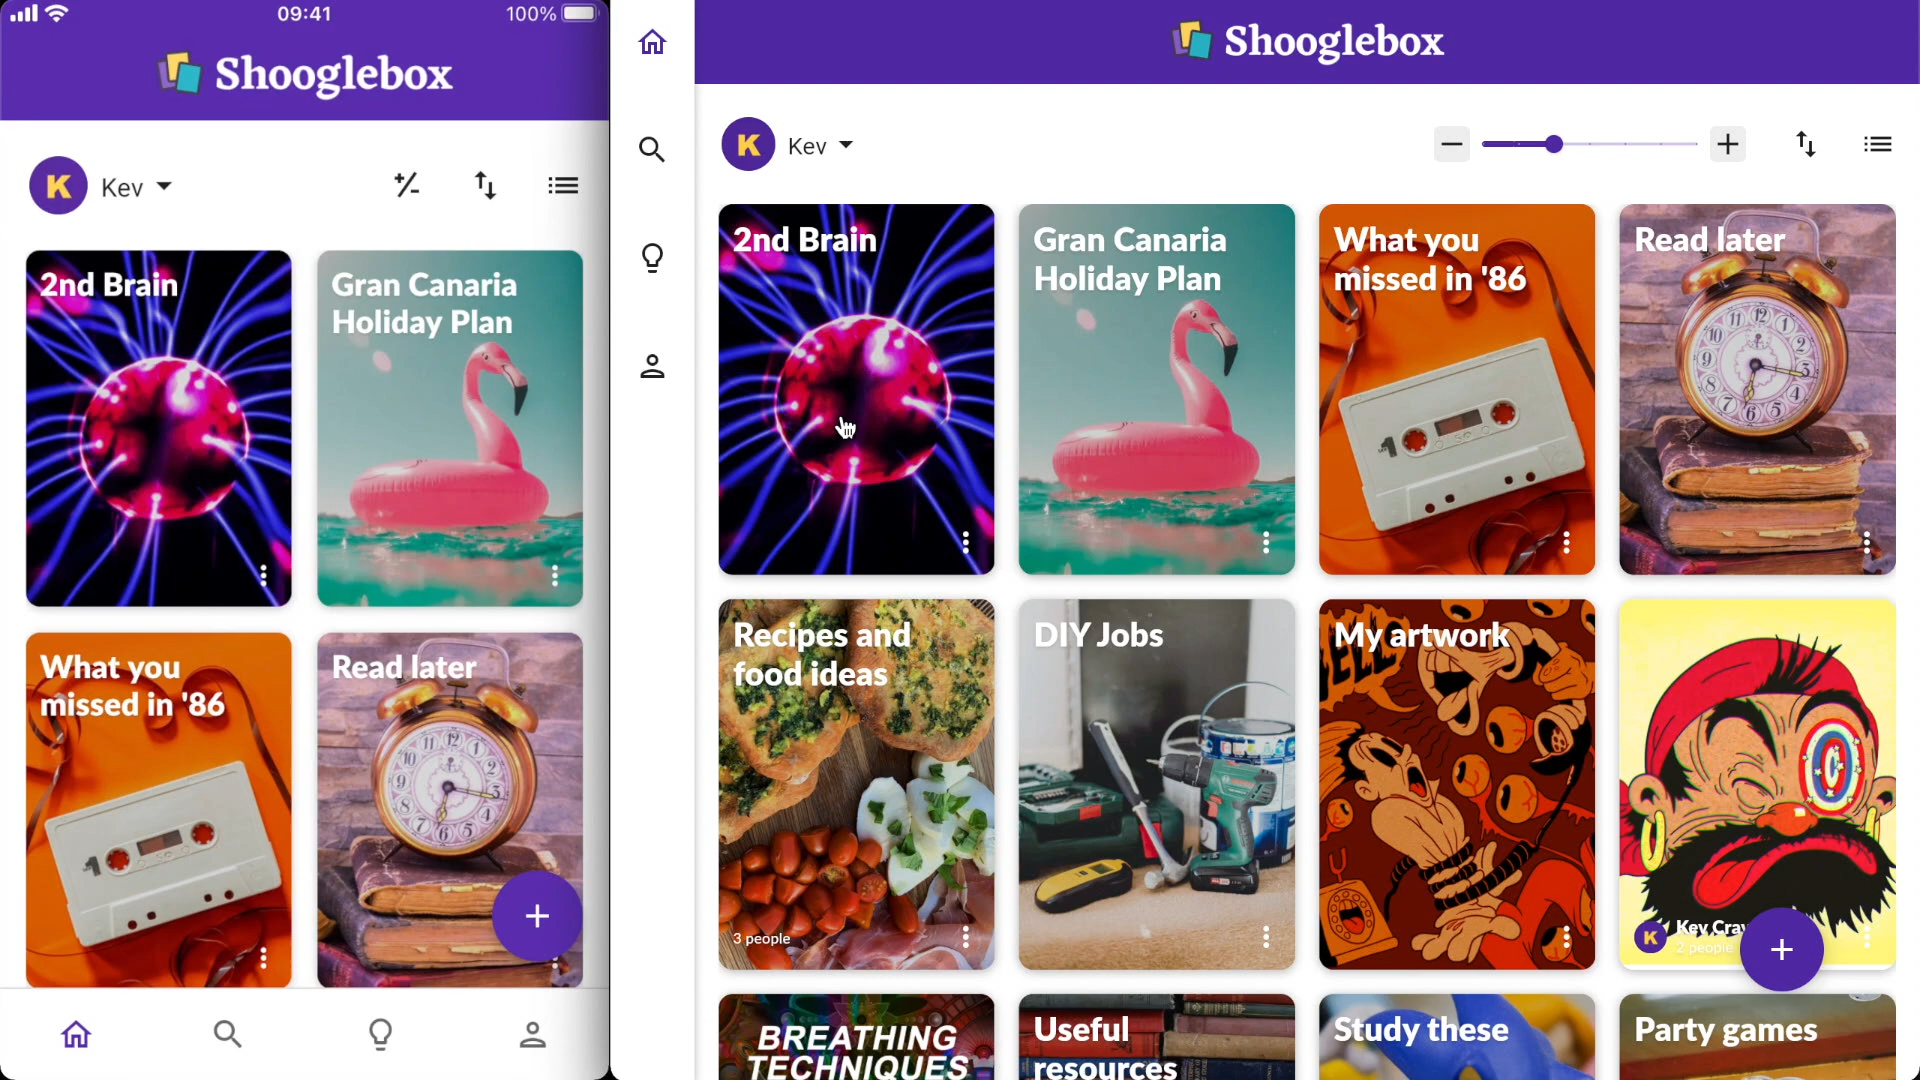 09:41
100%
Shooglebox
K
Kev
2nd Brain
Gran Canaria
Holiday Plan
What you
missed in '86
Read later
Shooglebox
K
Kev
2nd Brain
Gran Canaria
Holiday Plan
What you
missed in '86
Read later
Recipes and
food ideas
3 people
DIY Jobs
My artwork
K
2 people
BREATHING
TECHNIQUES
Useful
resources
Study these
Party games